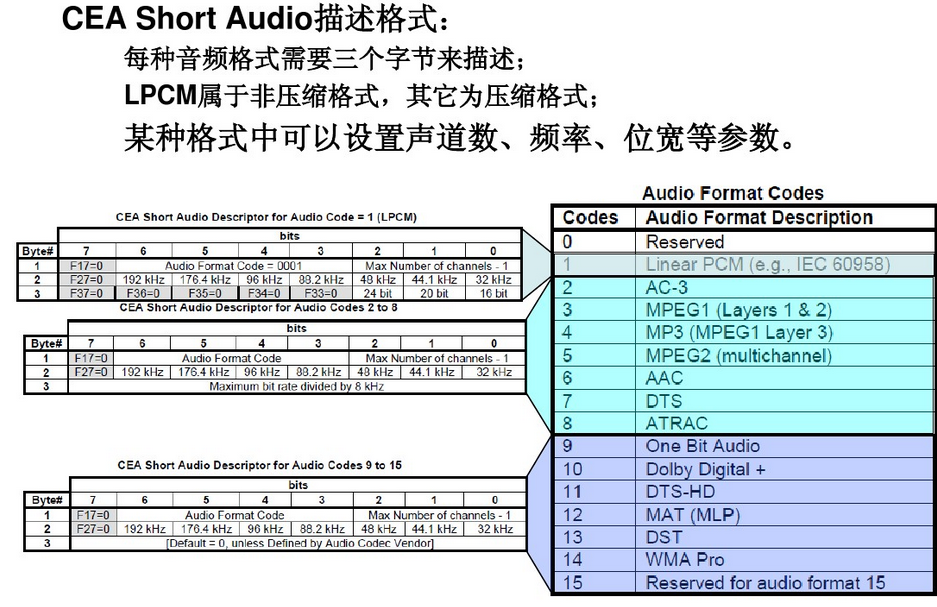 CEA Short Audio描述格式：
每种音频格式需要三个字节来描述；
LPCM属于非压缩格式，其它为压缩格式；
某种格式中可以设置声道数、频率、位宽等参数。
CEA Short Audio Descriptor for Audio Code = 1 (LPCM)
bits
Byte# 7 6 5 4 3 2 1 0
1 F17=0 Audio Format Code = 0001 Max Number of channels - 1
2 F27=0 192 kHz 176.4 kHz 96 kHz 88.2 kHz 48 kHz 44.1 kHz 32 kHz
3 F37=0 F36=0 F35=0 F34=0 F33=0 24 bit 20 bit 16 bit
CEA Short Audio Descriptor for Audio Codes 2 to 8
bits
Byte# 7 6 5 4 3 2 1 0
1 F17=0 Audio Format Code Max Number of channels - 1
2 F27=0 192 kHz 176.4 kHz 96 kHz 88.2 kHz 48 kHz 44.1 kHz 32 kHz
3 Maximum bit rate divided by 8 kHz
CEA Short Audio Descriptor for Audio Codes 9 to 15
bits
Byte# 7 6 5 4 3 2 1 0
1 F17=0 Audio Format Code Max Number of channels - 1
2 F27=0 192 kHz 176.4 kHz 96 kHz 88.2 kHz 48 kHz 44.1 kHz 32 kHz
3 [Default = 0, unless Defined by Audio Codec Vendor]
Audio Format Codes
Codes Audio Format Description
0 Reserved
1 Linear PCM (e.g., IEC 60958)
2 AC-3
3 MPEG1 (Layers 1 & 2)
4 MP3 (MPEG1 Layer 3)
5 MPEG2 (multichannel)
6 AAC
7 DTS
8 ATRAC
9 One Bit Audio
10 Dolby Digital +
11 DTS-HD
12 MAT (MLP)
13 DST
14 WMA Pro
15 Reserved for audio format 15